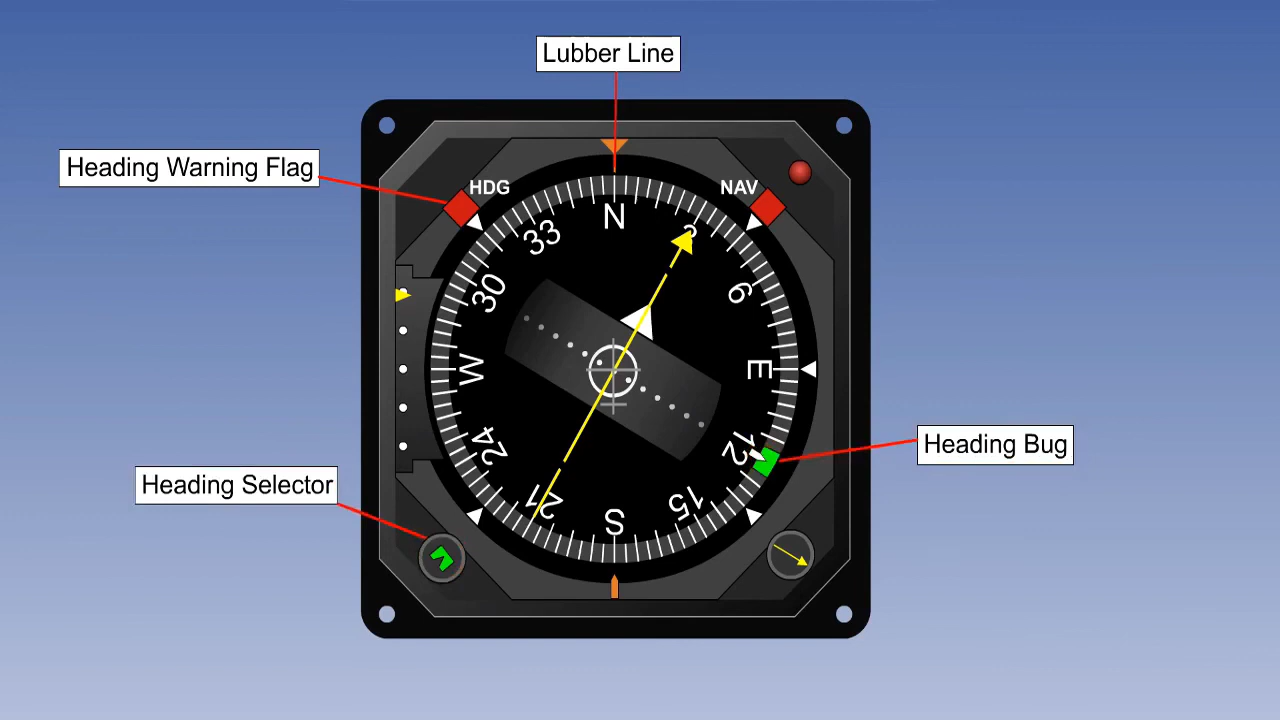 Lubber Line
Heading Warning Flag
HDG
NAV
N
33
3
30
6
W
E
24
12
21
15
S
Heading Bug
Heading Selector